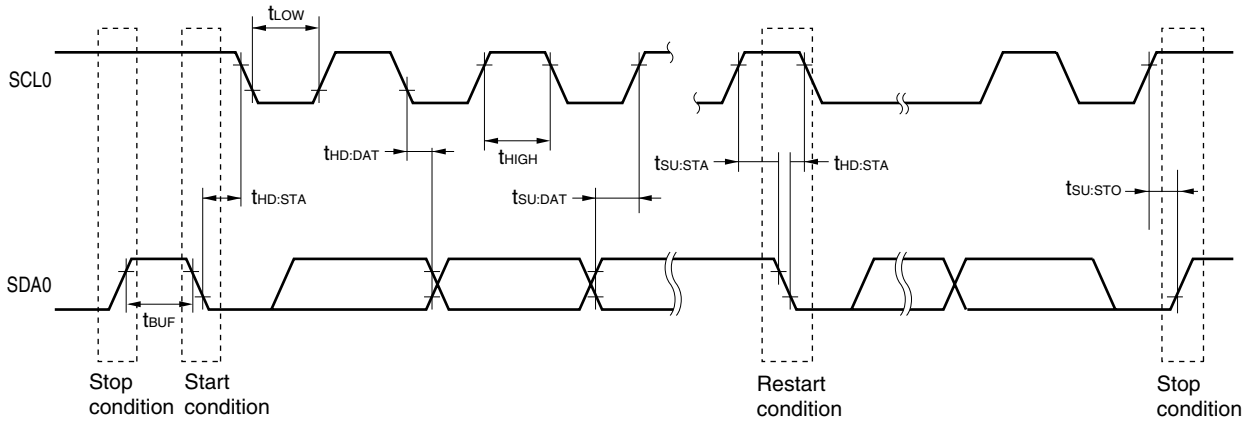 tLOW
SCL0
tHD:DAT
tHIGH
tSU:STA
tHD:STA
tHD:STA
tSU:DAT
tSU:STO
SDA0
tBUF
Stop
condition
Start
condition
Restart
condition
Stop
condition